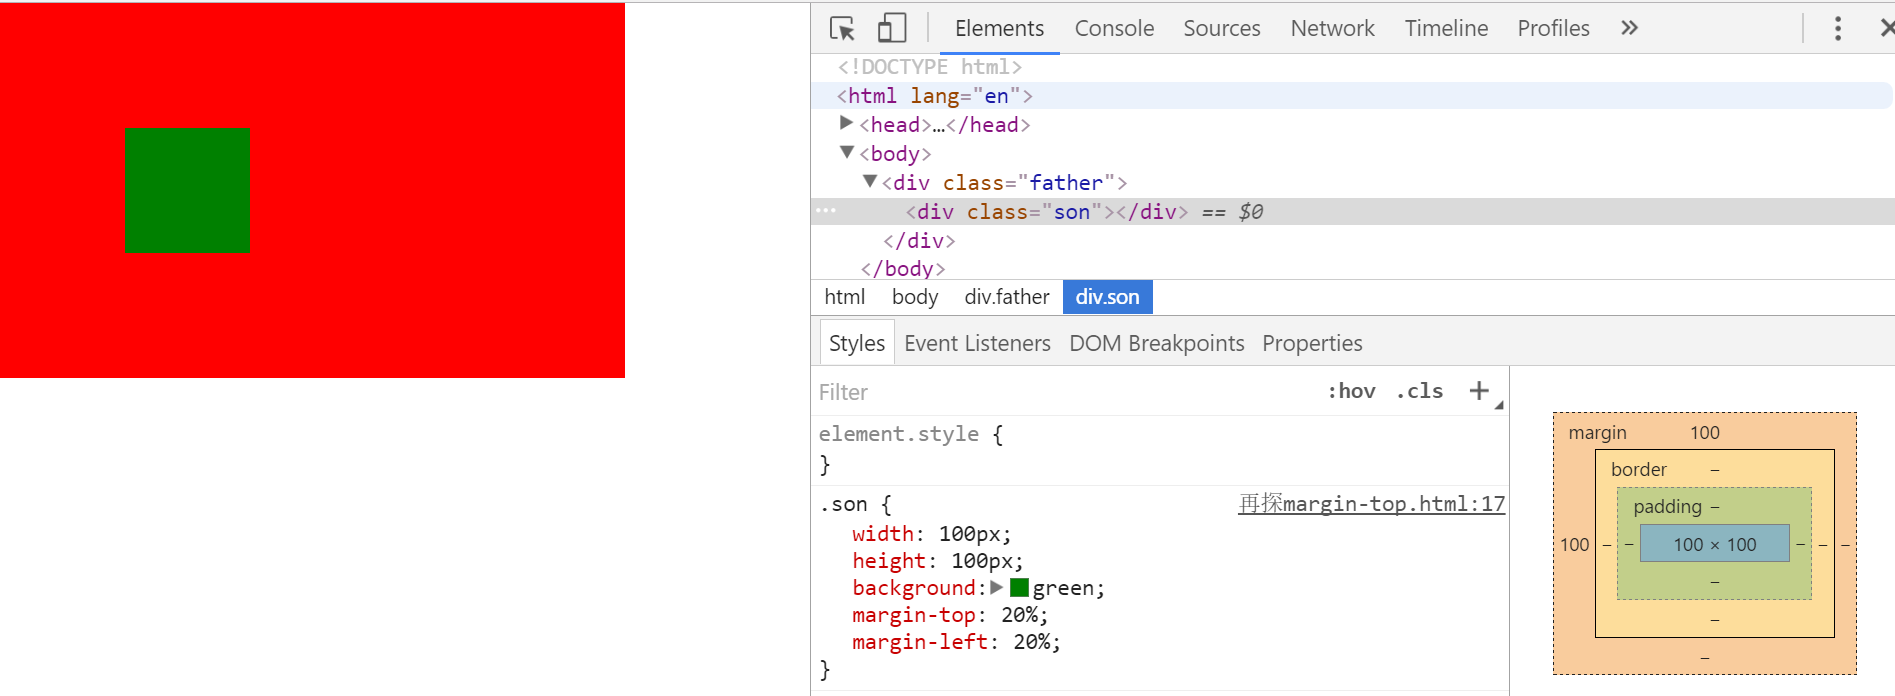 Elements Console Sources Network Timeline Profiles »
<!DOCTYPE html>
<html lang="en">
▶<head>…</head>
▼<body>
▼<div class="father">
… <div class="son"></div> == $0
</div>
</body>
html body div.father div.son
Styles Event Listeners DOM Breakpoints Properties
Filter :hov .cls +
element.style {
}
.son { 再探margin-top.html:17
width: 100px;
height: 100px;
background:▶green;
margin-top: 20%;
margin-left: 20%;
}
margin 100
border –
padding –
100 – – 100 × 100 – – –
–
–
–